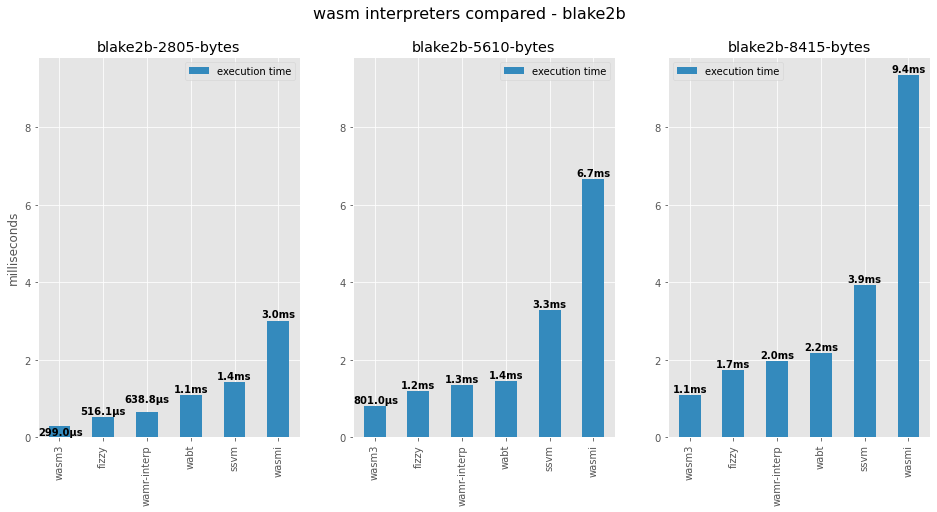 wasm interpreters compared - blake2b
blake2b-2805-bytes
execution time
milliseconds
8
6
4
2
0
299.0µs
516.1µs
638.8µs
1.1ms
1.4ms
3.0ms
wasm3
fizzy
wamr-interp
wabt
ssvm
wasmi
blake2b-5610-bytes
execution time
8
6
4
2
0
801.0µs
1.2ms
1.3ms
1.4ms
3.3ms
6.7ms
wasm3
fizzy
wamr-interp
wabt
ssvm
wasmi
blake2b-8415-bytes
execution time
8
6
4
2
0
1.1ms
1.7ms
2.0ms
2.2ms
3.9ms
9.4ms
wasm3
fizzy
wamr-interp
wabt
ssvm
wasmi